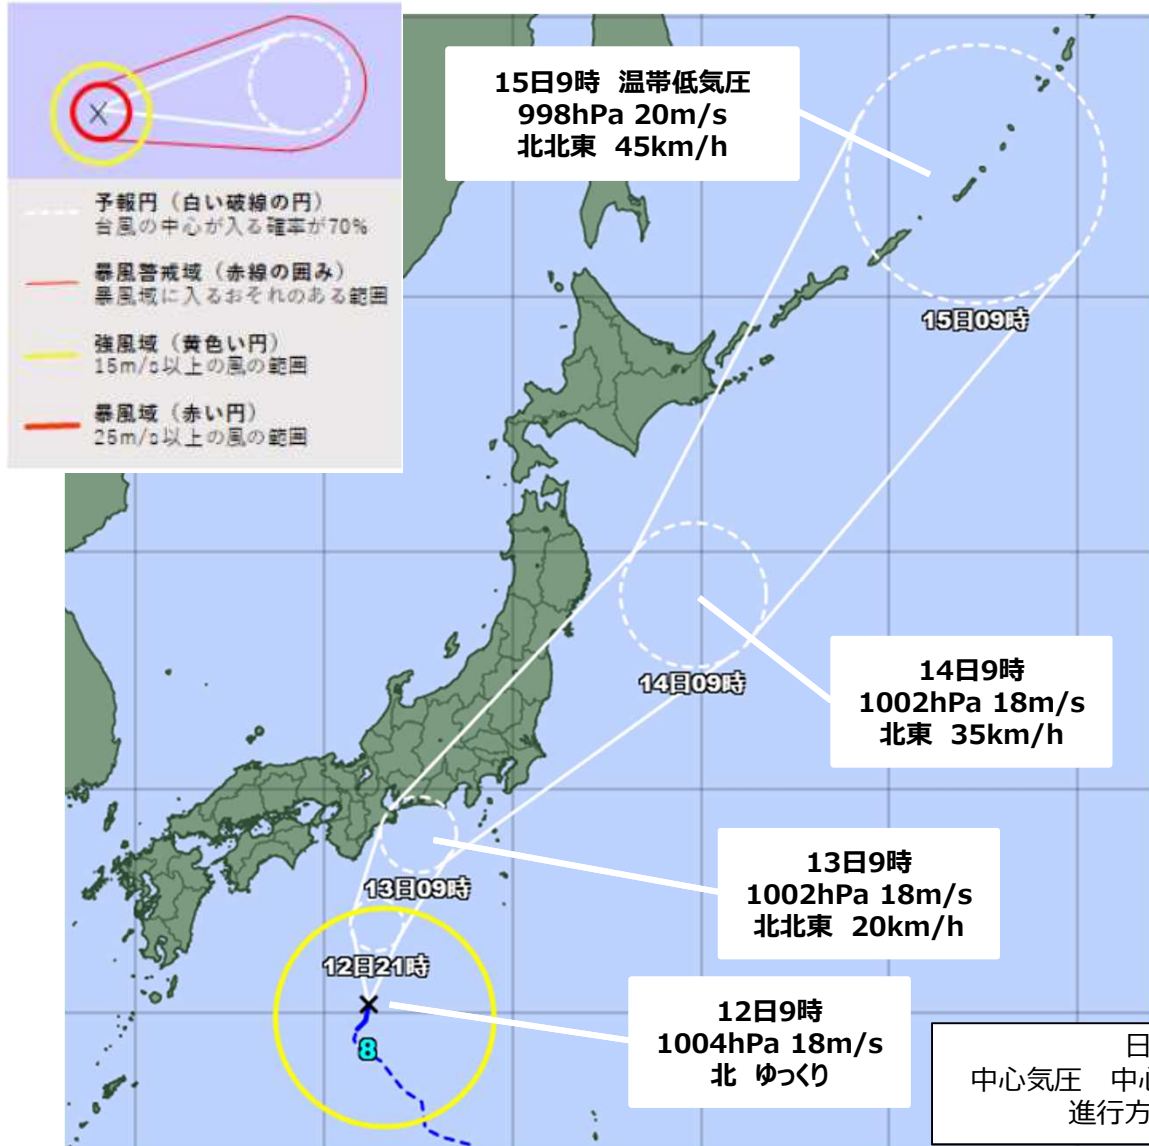 予報円（白い破線の円）
台風の中心が入る確率が70%
暴風警戒域（赤線の囲み）
暴風域に入るおそれのある範囲
強風域（黄色い円）
15m/s以上の風の範囲
暴風域（赤い円）
25m/s以上の風の範囲
15日9時 温帯低気圧
998hPa 20m/s
北北東 45km/h
15日09時
14日09時
14日9時
1002hPa 18m/s
北東 35km/h
13日09時
13日9時
1002hPa 18m/s
北北東 20km/h
12日21時
8
12日9時
1004hPa 18m/s
北 ゆっくり
日
中心気圧 中心
進行方